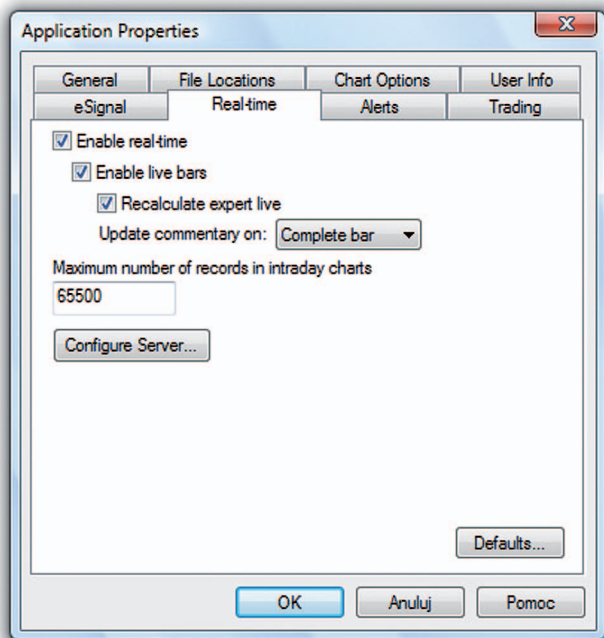 Application Properties
General File Locations Chart Options User Info
eSignal Real-time Alerts Trading
Enable real-time
Enable live bars
Recalculate expert live
Update commentary on: Complete bar
Maximum number of records in intraday charts
65500
Configure Server...
Defaults...
OK Anuluj Pomoc